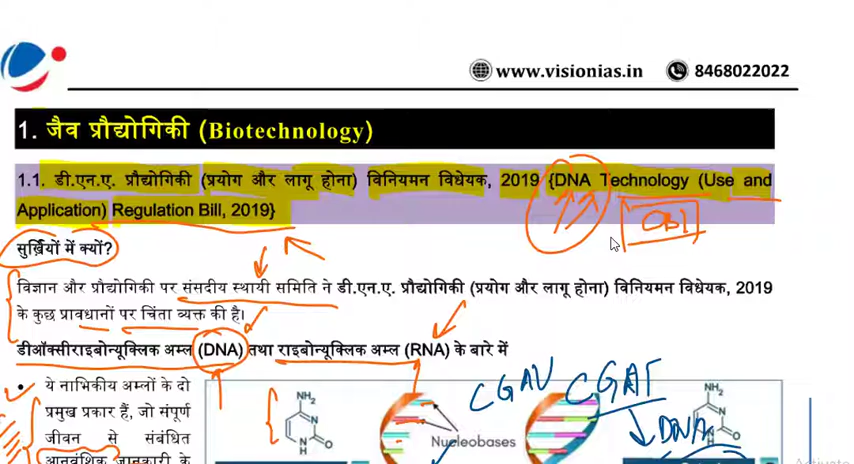 www.visionias.in 8468022022
1. जैव प्रौद्योगिकी (Biotechnology)
1.1. डी.एन.ए. प्रौद्योगिकी (प्रयोग और लागू होना) विनियमन विधेयक, 2019 {DNA Technology (Use and
Application) Regulation Bill, 2019}
सुर्ख़ियों में क्यों?
विज्ञान और प्रौद्योगिकी पर संसदीय स्थायी समिति ने डी.एन.ए. प्रौद्योगिकी (प्रयोग और लागू होना) विनियमन विधेयक, 2019
के कुछ प्रावधानों पर चिंता व्यक्त की है।
डीऑक्सीराइबोन्यूक्लिक अम्ल (DNA) तथा राइबोन्यूक्लिक अम्ल (RNA) के बारे में
• ये नाभिकीय अम्लों के दो
प्रमुख प्रकार हैं, जो संपूर्ण
जीवन से संबंधित
आनुवंशिक जानकारी के
NH2
N
N
H
O
Nucleobases
CGAU CGAT
DNA
NH2
N
N
H
O